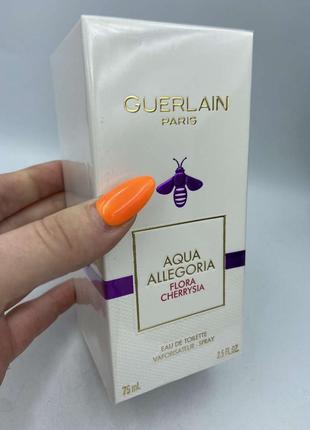 GUERLAIN
PARIS
AQUA
ALLEGORIA
FLORA
CHERRYSIA
EAU DE TOILETTE
VAPORISATEUR - SPRAY
75 ml 2.5 FL.OZ.